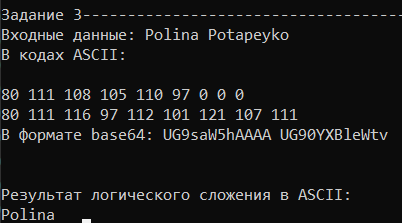 Задание 3------------------------------------
Входные данные: Polina Potapeyko
В кодах ASCII:
80 111 108 105 110 97 0 0 0
80 111 116 97 112 101 121 107 111
В формате base64: UG9saW5hAAAA UG90YXBleWtv
Результат логического сложения в ASCII:
Polina